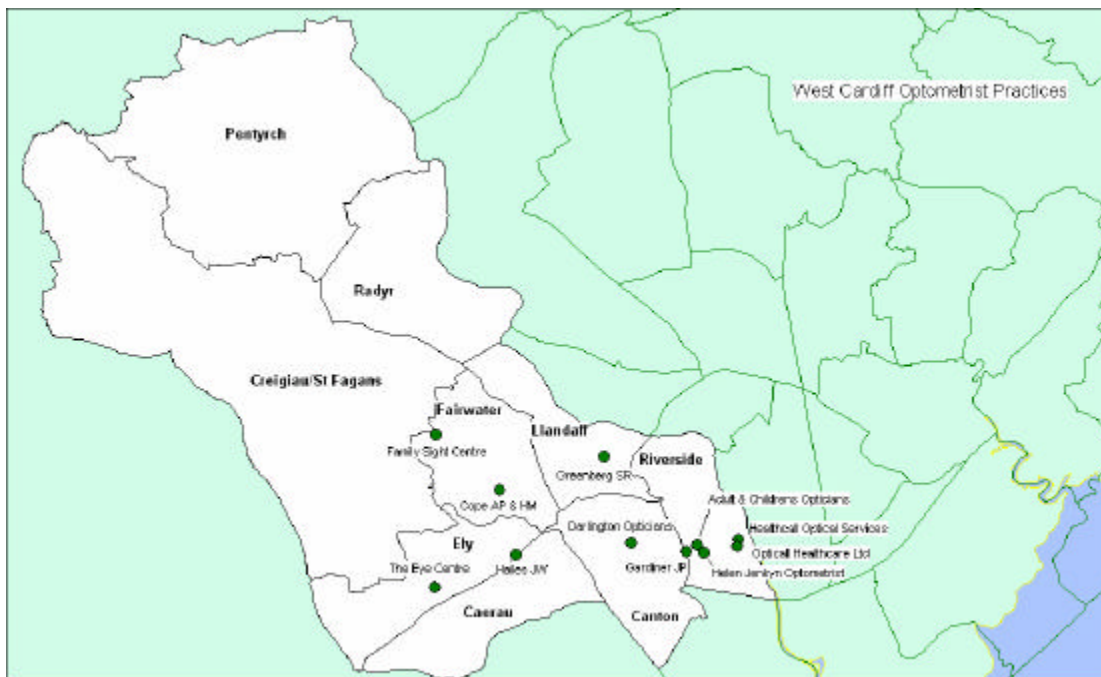 West Cardiff Optometrist Practices
Pentyrch
Radyr
Creigiau/St Fagans
Fairwater
Llandaff
Family Sight Centre
Greenberg SR
Riverside
Cope AP & HM
Adult & Childrens Opticians
Darlington Opticians
Healthcall Optical Services
Ely
Opticall Healthcare Ltd
The Eye Centre
Hailes JW
Gardiner JP
Helen Jenkyn Optometrist
Caerau
Canton